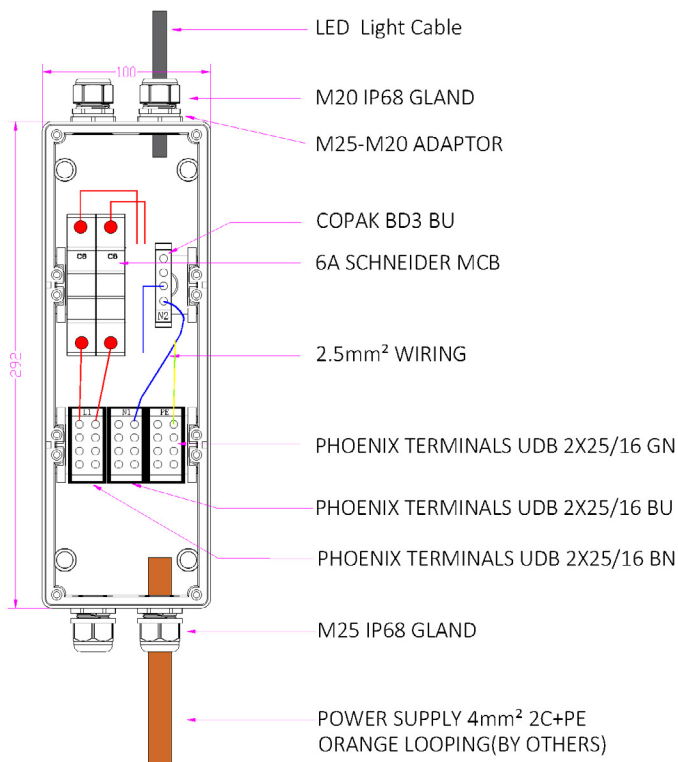 LED Light Cable
100
M20 IP68 GLAND
M25-M20 ADAPTOR
COPAK BD3 BU
C6 C6
6A SCHNEIDER MCB
N2
2.5mm² WIRING
292
L1 N1 PE
PHOENIX TERMINALS UDB 2X25/16 GN
PHOENIX TERMINALS UDB 2X25/16 BU
PHOENIX TERMINALS UDB 2X25/16 BN
M25 IP68 GLAND
POWER SUPPLY 4mm² 2C+PE
ORANGE LOOPING(BY OTHERS)